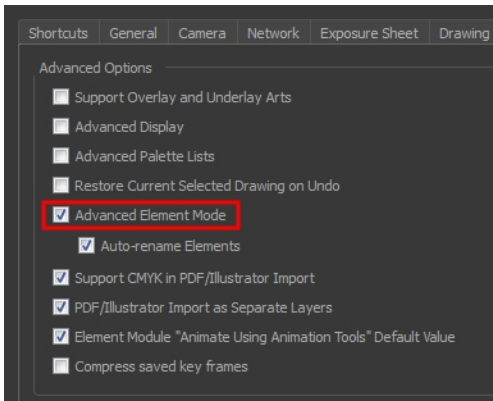 Shortcuts General Camera Network Exposure Sheet Drawing
Advanced Options
Support Overlay and Underlay Arts
Advanced Display
Advanced Palette Lists
Restore Current Selected Drawing on Undo
Advanced Element Mode
Auto-rename Elements
Support CMYK in PDF/Illustrator Import
PDF/Illustrator Import as Separate Layers
Element Module "Animate Using Animation Tools" Default Value
Compress saved key frames